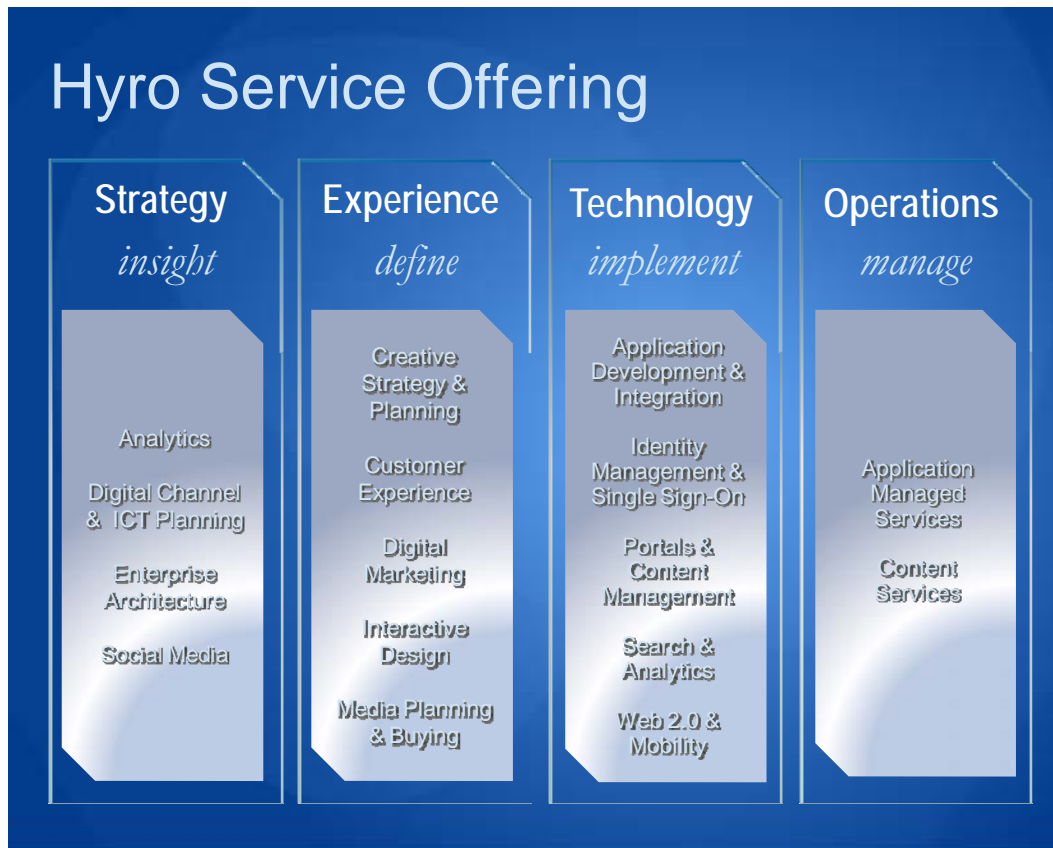 Hyro Service Offering
Strategy
insight
Analytics
Digital Channel
& ICT Planning
Enterprise
Architecture
Social Media
Experience
define
Creative
Strategy &
Planning
Customer
Experience
Digital
Marketing
Interactive
Design
Media Planning
& Buying
Technology
implement
Application
Development &
Integration
Identity
Management &
Single Sign-On
Portals &
Content
Management
Search &
Analytics
Web 2.0 &
Mobility
Operations
manage
Application
Managed
Services
Content
Services